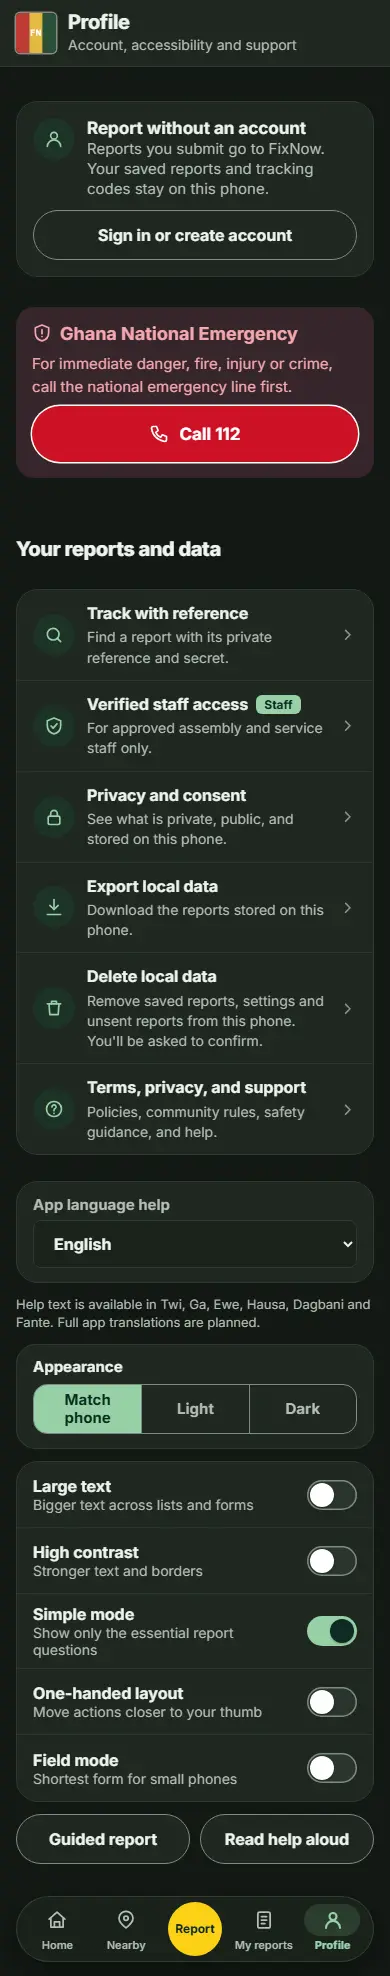 FN
Profile
Account, accessibility and support
Report without an account
Reports you submit go to FixNow.
Your saved reports and tracking
codes stay on this phone.
Sign in or create account
Ghana National Emergency
For immediate danger, fire, injury or crime,
call the national emergency line first.
Call 112
Your reports and data
Track with reference
Find a report with its private
reference and secret.
Verified staff access Staff
For approved assembly and service
staff only.
Privacy and consent
See what is private, public, and
stored on this phone.
Export local data
Download the reports stored on this
phone.
Delete local data
Remove saved reports, settings and
unsent reports from this phone.
You'll be asked to confirm.
Terms, privacy, and support
Policies, community rules, safety
guidance, and help.
App language help
English
Help text is available in Twi, Ga, Ewe, Hausa, Dagbani and
Fante. Full app translations are planned.
Appearance
Match
phone
Light
Dark
Large text
Bigger text across lists and forms
High contrast
Stronger text and borders
Simple mode
Show only the essential report
questions
One-handed layout
Move actions closer to your thumb
Field mode
Shortest form for small phones
Guided report
Read help aloud
Home
Nearby
Report
My reports
Profile